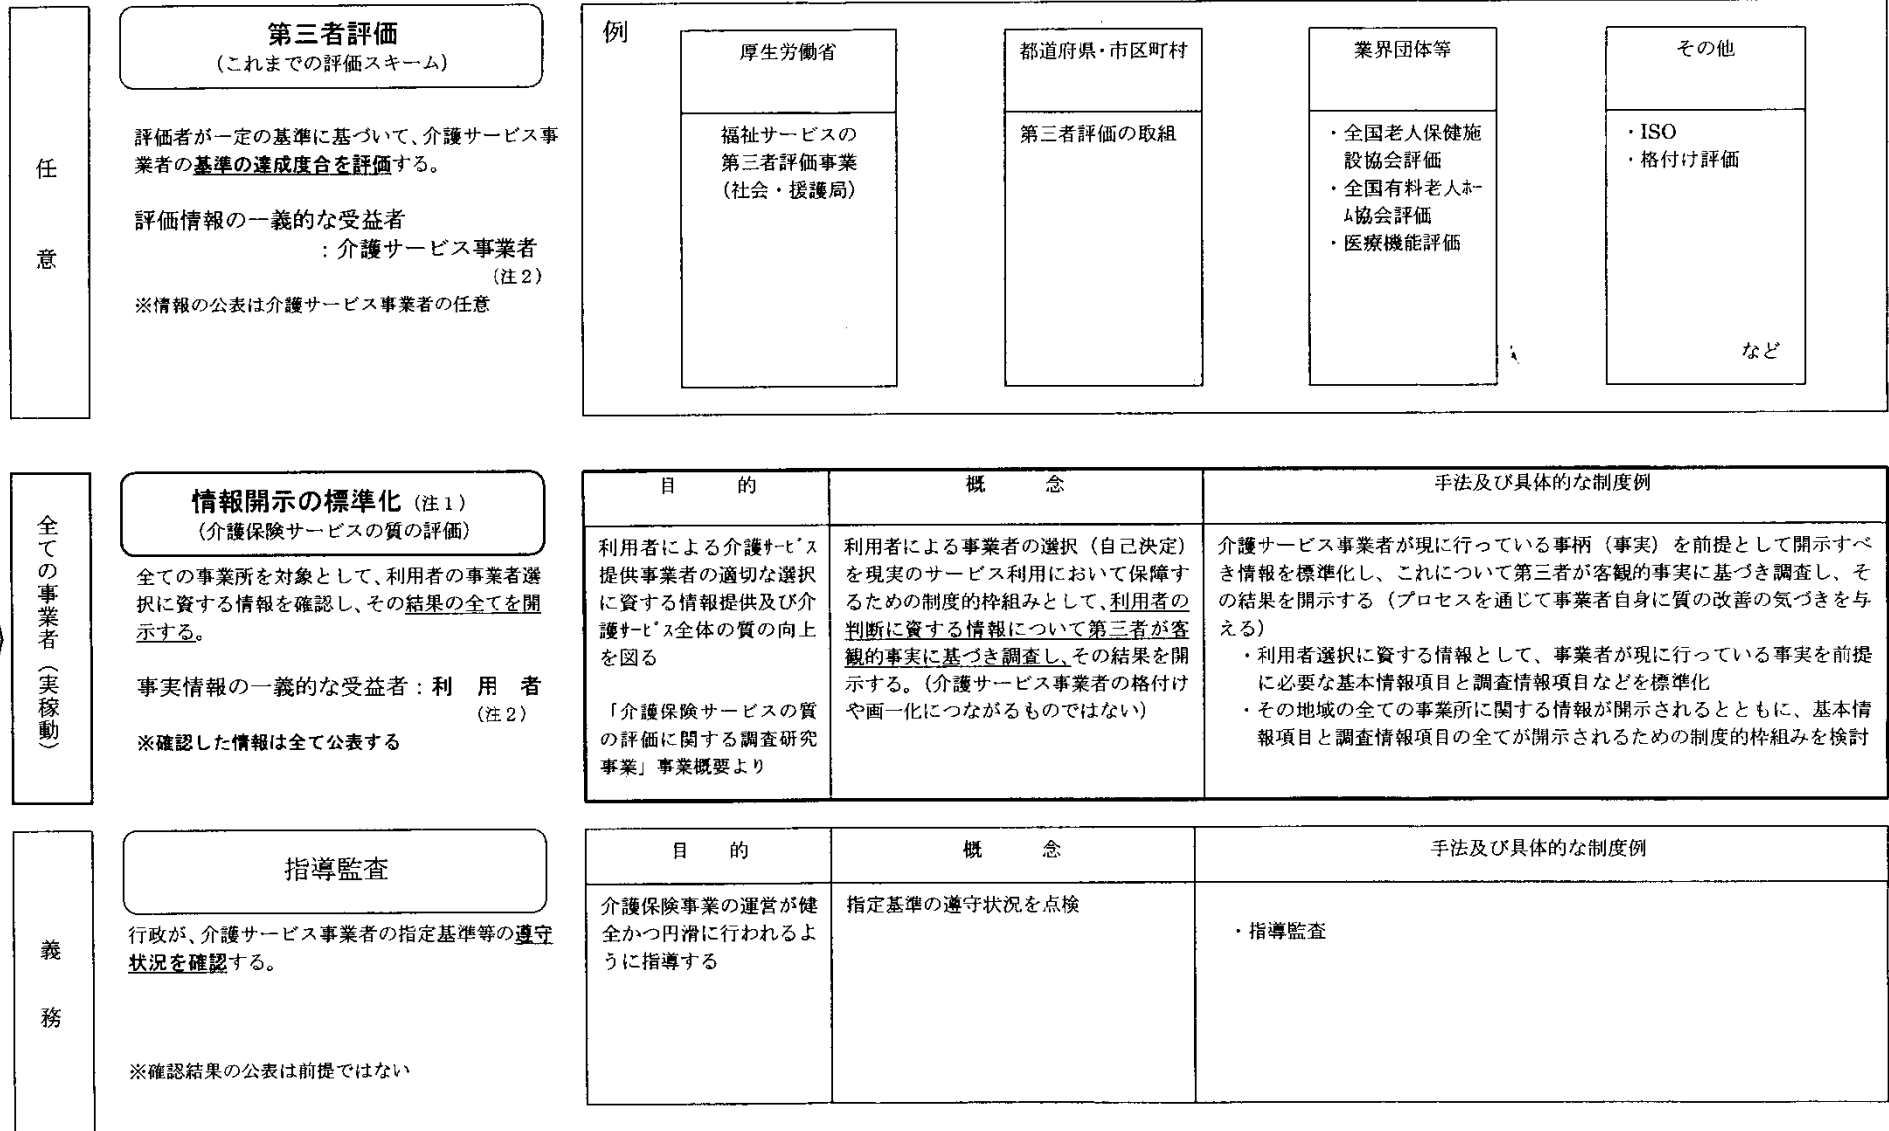 任意
第三者評価
(これまでの評価スキーム)
評価者が一定の基準に基づいて、介護サービス事
業者の基準の達成度合を評価する。
評価情報の一義的な受益者
：介護サービス事業者
(注2)
※情報の公表は介護サービス事業者の任意
例
厚生労働省
福祉サービスの
第三者評価事業
(社会・援護局)
都道府県・市区町村
第三者評価の取組
業界団体等
・全国老人保健施
設協会評価
・全国有料老人ﾎｰ
ﾑ協会評価
・医療機能評価
その他
・ISO
・格付け評価
など
全ての事業者（実稼動）
情報開示の標準化 (注1)
(介護保険サービスの質の評価)
全ての事業所を対象として、利用者の事業者選
択に資する情報を確認し、その結果の全てを開
示する。
事実情報の一義的な受益者：利　用　者
(注2)
※確認した情報は全て公表する
目　的
利用者による介護ｻｰﾋﾞｽ
提供事業者の適切な選択
に資する情報提供及び介
護ｻｰﾋﾞｽ全体の質の向上
を図る
「介護保険サービスの質
の評価に関する調査研究
事業」事業概要より
概　念
利用者による事業者の選択（自己決定）
を現実のサービス利用において保障す
るための制度的枠組みとして、利用者の
判断に資する情報について第三者が客
観的事実に基づき調査し、その結果を開
示する。（介護サービス事業者の格付け
や画一化につながるものではない）
手法及び具体的な制度例
介護サービス事業者が現に行っている事柄（事実）を前提として開示すべ
き情報を標準化し、これについて第三者が客観的事実に基づき調査し、そ
の結果を開示する（プロセスを通じて事業者自身に質の改善の気づきを与
える）
・利用者選択に資する情報として、事業者が現に行っている事実を前提
に必要な基本情報項目と調査情報項目などを標準化
・その地域の全ての事業所に関する情報が開示されるとともに、基本情
報項目と調査情報項目の全てが開示されるための制度的枠組みを検討
義務
指導監査
行政が、介護サービス事業者の指定基準等の遵守
状況を確認する。
※確認結果の公表は前提ではない
目　的
介護保険事業の運営が健
全かつ円滑に行われるよ
うに指導する
概　念
指定基準の遵守状況を点検
手法及び具体的な制度例
・指導監査